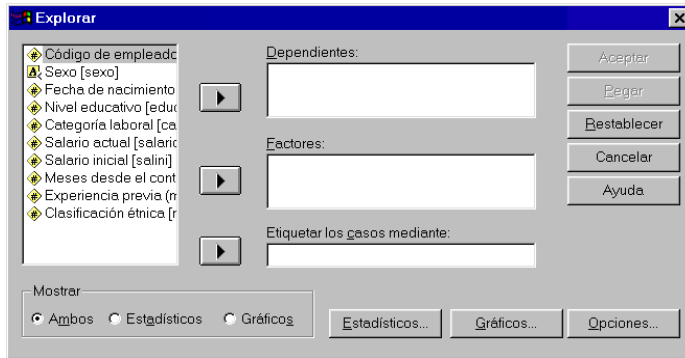 Explorar
Código de empleado
Sexo [sexo]
Fecha de nacimiento
Nivel educativo [educ
Categoría laboral [ca
Salario actual [salario
Salario inicial [salini]
Meses desde el cont
Experiencia previa (m
Clasificación étnica [r
Dependientes:
Factores:
Etiquetar los casos mediante:
Aceptar
Pegar
Restablecer
Cancelar
Ayuda
Mostrar
Ambos Estadísticos Gráficos
Estadísticos... Gráficos... Opciones...